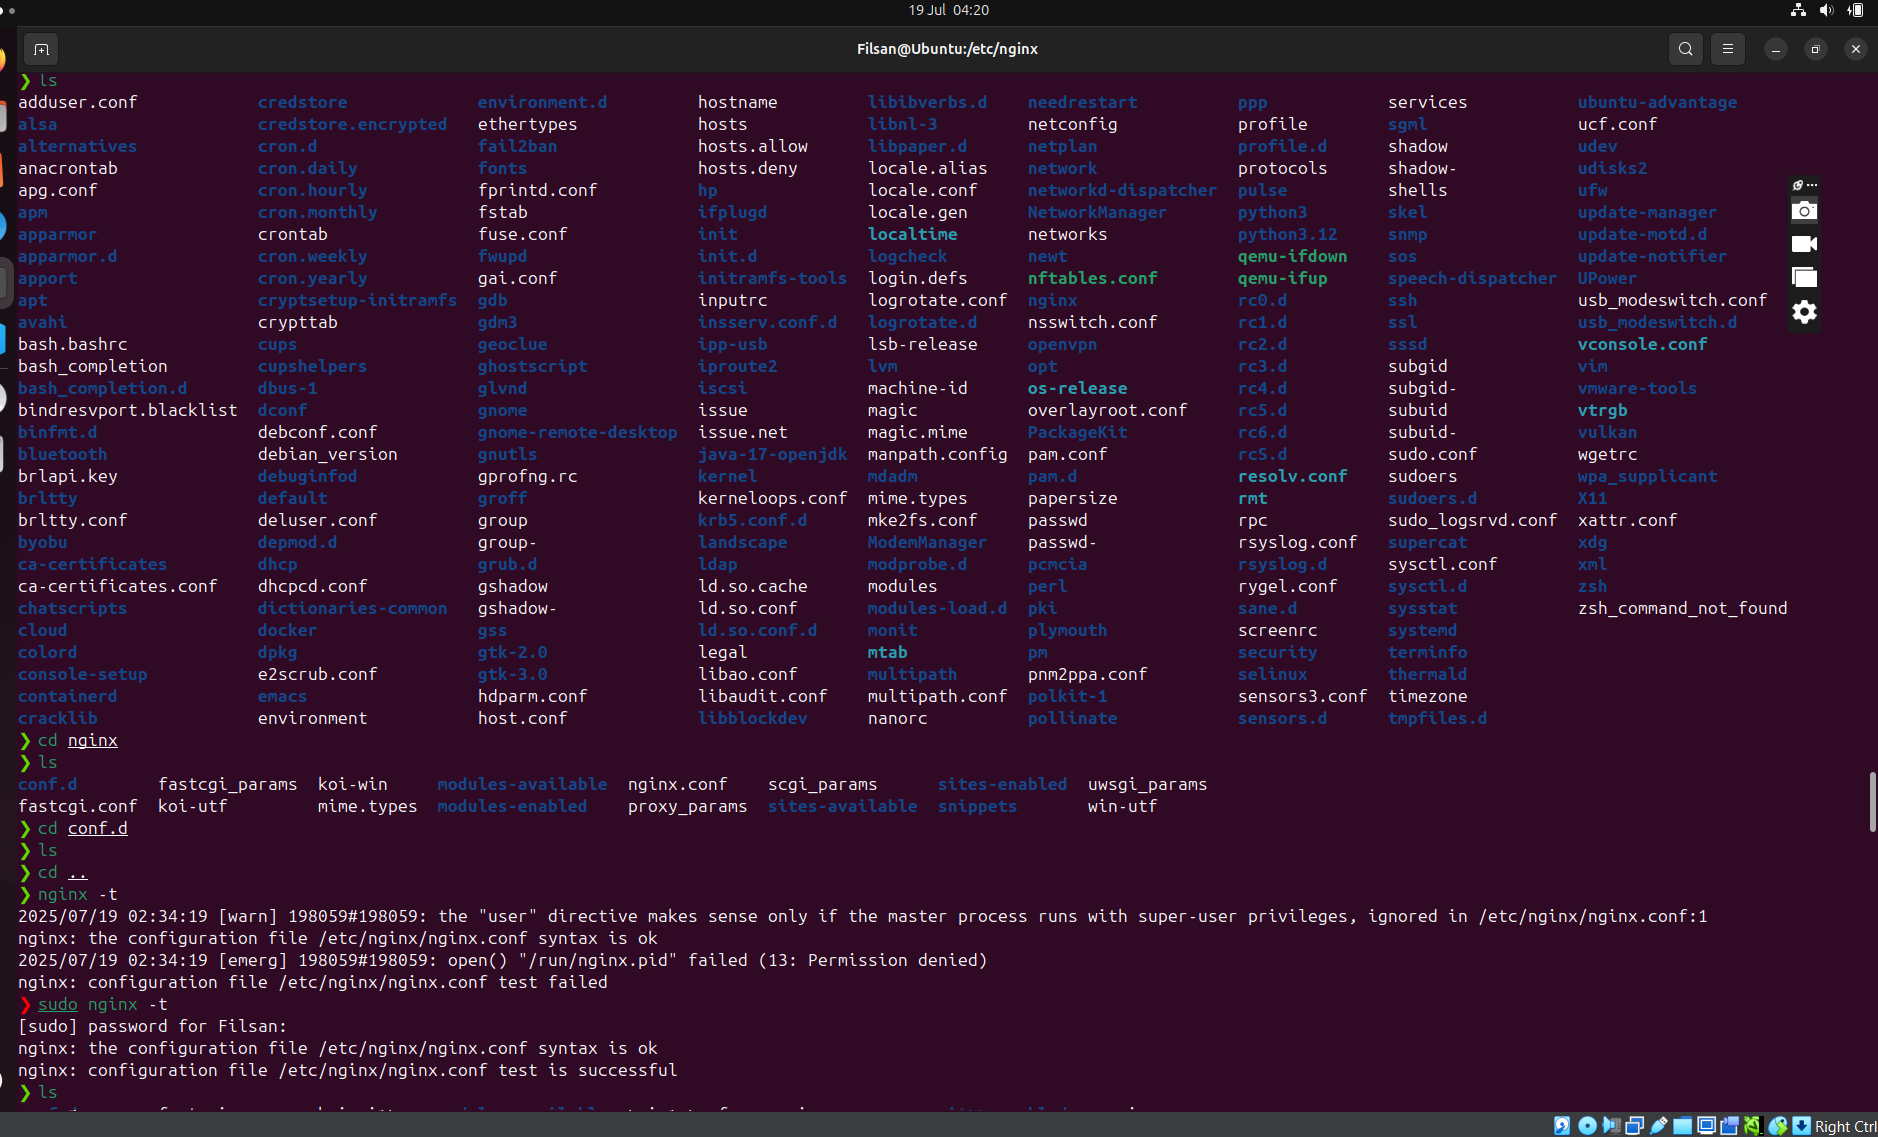 19 Jul 04:20
Filsan@Ubuntu:/etc/nginx
❯ ls
adduser.conf credstore environment.d hostname libibverbs.d needrestart ppp services ubuntu-advantage
alsa credstore.encrypted ethertypes hosts libnl-3 netconfig profile sgml ucf.conf
alternatives cron.d fail2ban hosts.allow libpaper.d netplan profile.d shadow udev
anacrontab cron.daily fonts hosts.deny locale.alias network protocols shadow- udisks2
apg.conf cron.hourly fprintd.conf hp locale.conf networkd-dispatcher pulse shells ufw
apm cron.monthly fstab ifplugd locale.gen NetworkManager python3 skel update-manager
apparmor crontab fuse.conf init localtime networks python3.12 snmp update-motd.d
apparmor.d cron.weekly fwupd init.d logcheck newt qemu-ifdown sos update-notifier
apport cron.yearly gai.conf initramfs-tools login.defs nftables.conf qemu-ifup speech-dispatcher UPower
apt cryptsetup-initramfs gdb inputrc logrotate.conf nginx rc0.d ssh usb_modeswitch.conf
avahi crypttab gdm3 insserv.conf.d logrotate.d nsswitch.conf rc1.d ssl usb_modeswitch.d
bash.bashrc cups geoclue ipp-usb lsb-release openvpn rc2.d sssd vconsole.conf
bash_completion cupshelpers ghostscript iproute2 lvm opt rc3.d subgid vim
bash_completion.d dbus-1 glvnd iscsi machine-id os-release rc4.d subgid- vmware-tools
bindresvport.blacklist dconf gnome issue magic overlayroot.conf rc5.d subuid vtrgb
binfmt.d debconf.conf gnome-remote-desktop issue.net magic.mime PackageKit rc6.d subuid- vulkan
bluetooth debian_version gnutls java-17-openjdk manpath.config pam.conf rcS.d sudo.conf wgetrc
brlapi.key debuginfod gprofng.rc kernel mdadm pam.d resolv.conf sudoers wpa_supplicant
brltty default groff kerneloops.conf mime.types papersize rmt sudoers.d X11
brltty.conf deluser.conf group krb5.conf.d mke2fs.conf passwd rpc sudo_logsrvd.conf xattr.conf
byobu depmod.d group- landscape ModemManager passwd- rsyslog.conf supercat xdg
ca-certificates dhcp grub.d ldap modprobe.d pcmcia rsyslog.d sysctl.conf xml
ca-certificates.conf dhcpcd.conf gshadow ld.so.cache modules perl rygel.conf sysctl.d zsh
chatscripts dictionaries-common gshadow- ld.so.conf modules-load.d pki sane.d sysstat zsh_command_not_found
cloud docker gss ld.so.conf.d monit plymouth screenrc systemd
colord dpkg gtk-2.0 legal mtab pm security terminfo
console-setup e2scrub.conf gtk-3.0 libao.conf multipath pnm2ppa.conf selinux thermald
containerd emacs hdparm.conf libaudit.conf multipath.conf polkit-1 sensors3.conf timezone
cracklib environment host.conf libblockdev nanorc pollinate sensors.d tmpfiles.d
❯ cd nginx
❯ ls
conf.d fastcgi_params koi-win modules-available nginx.conf scgi_params sites-enabled uwsgi_params
fastcgi.conf koi-utf mime.types modules-enabled proxy_params sites-available snippets win-utf
❯ cd conf.d
❯ ls
❯ cd ..
❯ nginx -t
2025/07/19 02:34:19 [warn] 198059#198059: the "user" directive makes sense only if the master process runs with super-user privileges, ignored in /etc/nginx/nginx.conf:1
nginx: the configuration file /etc/nginx/nginx.conf syntax is ok
2025/07/19 02:34:19 [emerg] 198059#198059: open() "/run/nginx.pid" failed (13: Permission denied)
nginx: configuration file /etc/nginx/nginx.conf test failed
❯ sudo nginx -t
[sudo] password for Filsan:
nginx: the configuration file /etc/nginx/nginx.conf syntax is ok
nginx: configuration file /etc/nginx/nginx.conf test is successful
❯ ls
Right Ctrl